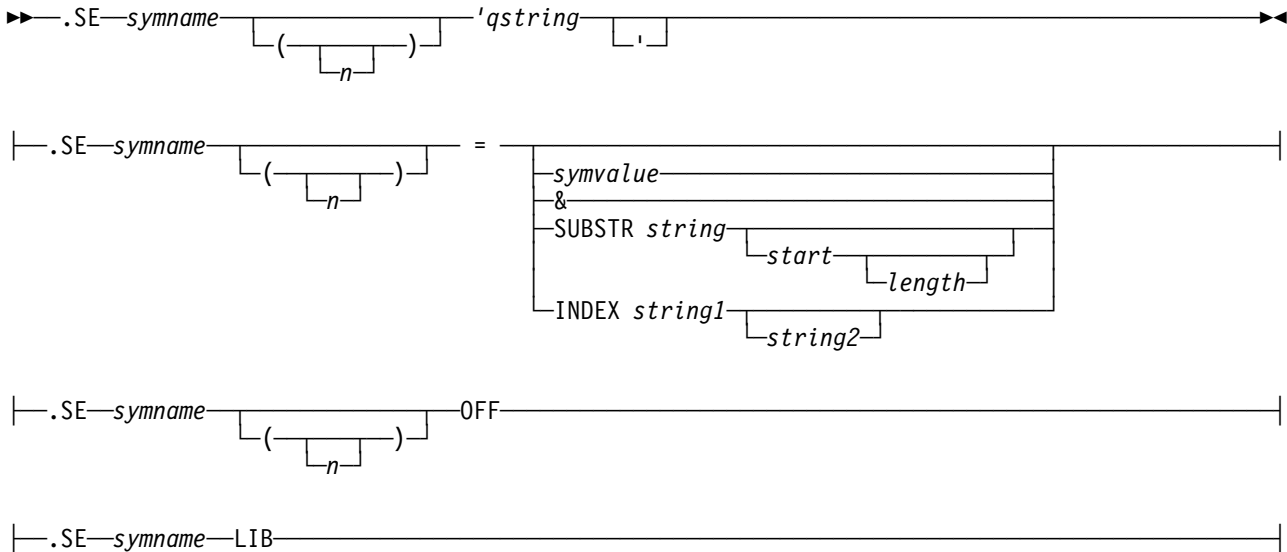 .SE symname ( n ) 'qstring '
.SE symname ( n ) =
symvalue
&
SUBSTR string start length
INDEX string1 string2
.SE symname ( n ) OFF
.SE symname LIB